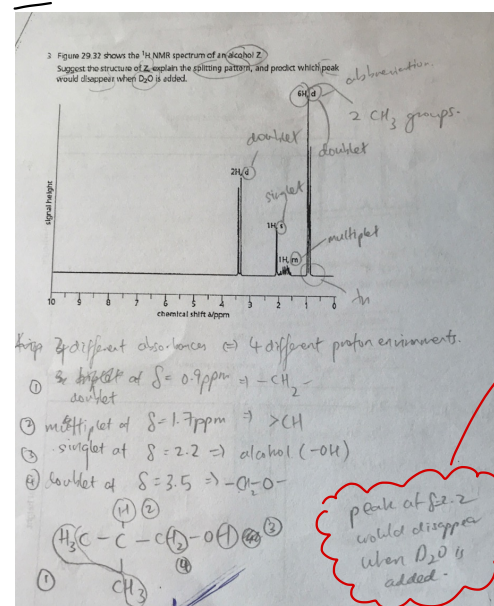 3 Figure 29.32 shows the ¹H NMR spectrum of an alcohol Z.
Suggest the structure of Z, explain the splitting pattern, and predict which peak
would disappear when D₂O is added.
abbreviation.
6H, d
2 CH₃ groups.
doublet
doublet
2H, d
singlet
1H, s
multiplet
1H, m
signal height
10 9 8 7 6 5 4 3 2 1 0
chemical shift δ/ppm
different absorbances => 4 different proton environments.
① doublet at δ = 0.9ppm => -CH₂-
② multiplet at δ = 1.7ppm => >CH
③ singlet at δ = 2.2 => alcohol (-OH)
④ doublet at δ = 3.5 => -CH₂-O-
H ②
H₃C - C - CH₂ - OH ③
④
① CH₃
peak at δ=2.2
would disappear
when D₂O is
added.